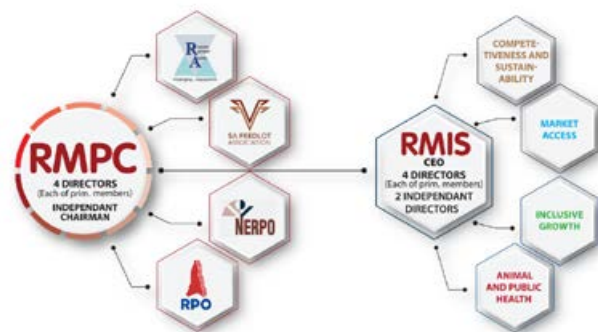 RMPC
4 DIRECTORS
(Each of prim. members)
INDEPENDANT
CHAIRMAN
R
A
SA FEEDLOT
ASSOCIATION
NERPO
RPO
RMIS
CEO
4 DIRECTORS
(Each of prim. members)
2 INDEPENDANT
DIRECTORS
COMPETE-
TIVENESS AND
SUSTAIN-
ABILITY
MARKET
ACCESS
INCLUSIVE
GROWTH
ANIMAL
AND PUBLIC
HEALTH